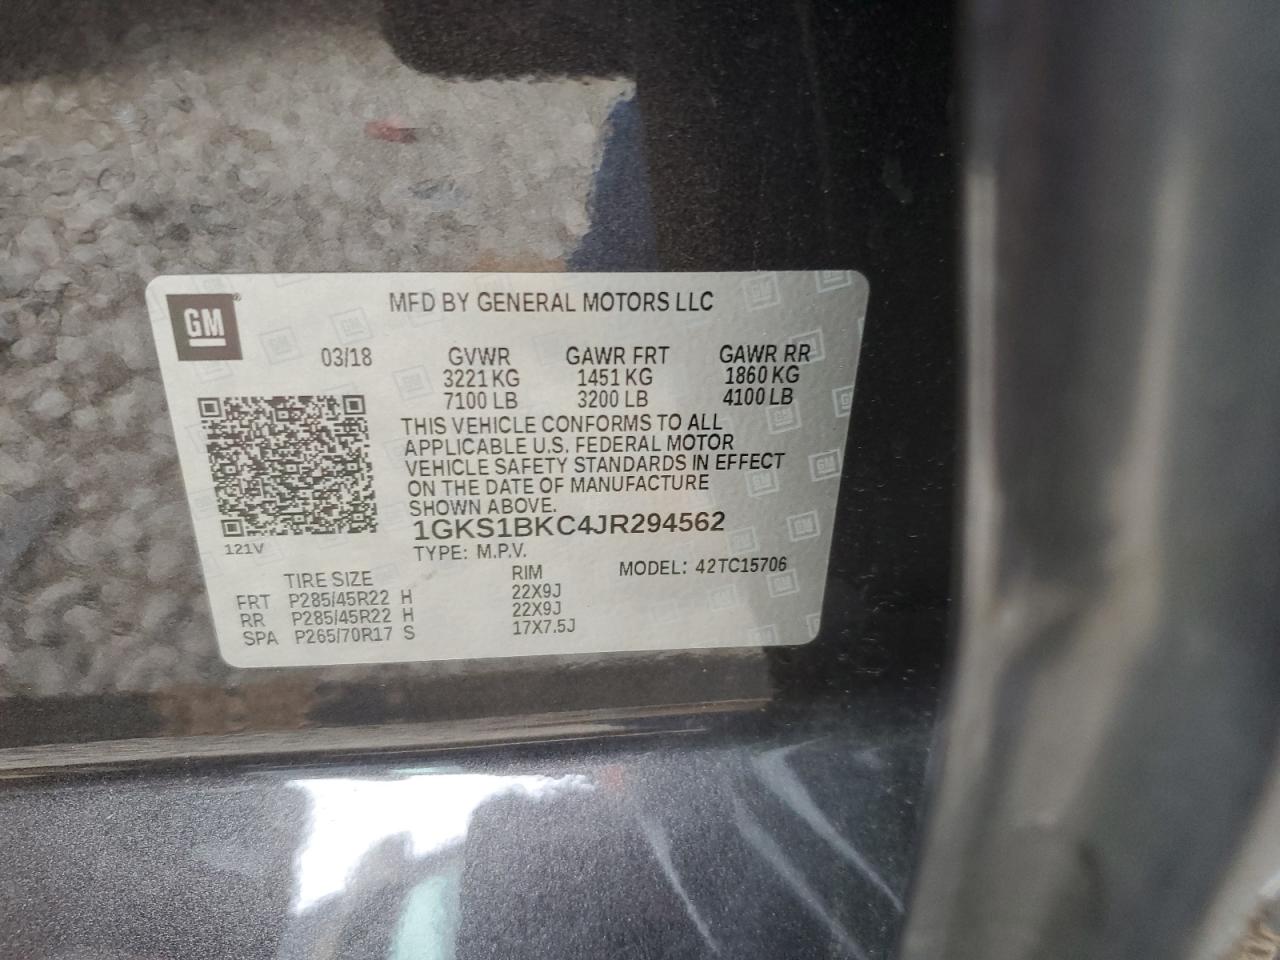 GM
MFD BY GENERAL MOTORS LLC
03/18 GVWR GAWR FRT GAWR RR
3221 KG 1451 KG 1860 KG
7100 LB 3200 LB 4100 LB
THIS VEHICLE CONFORMS TO ALL
APPLICABLE U.S. FEDERAL MOTOR
VEHICLE SAFETY STANDARDS IN EFFECT
ON THE DATE OF MANUFACTURE
SHOWN ABOVE.
1GKS1BKC4JR294562
121V
TYPE: M.P.V.
MODEL: 42TC15706
TIRE SIZE RIM
FRT P285/45R22 H 22X9J
RR P285/45R22 H 22X9J
SPA P265/70R17 S 17X7.5J